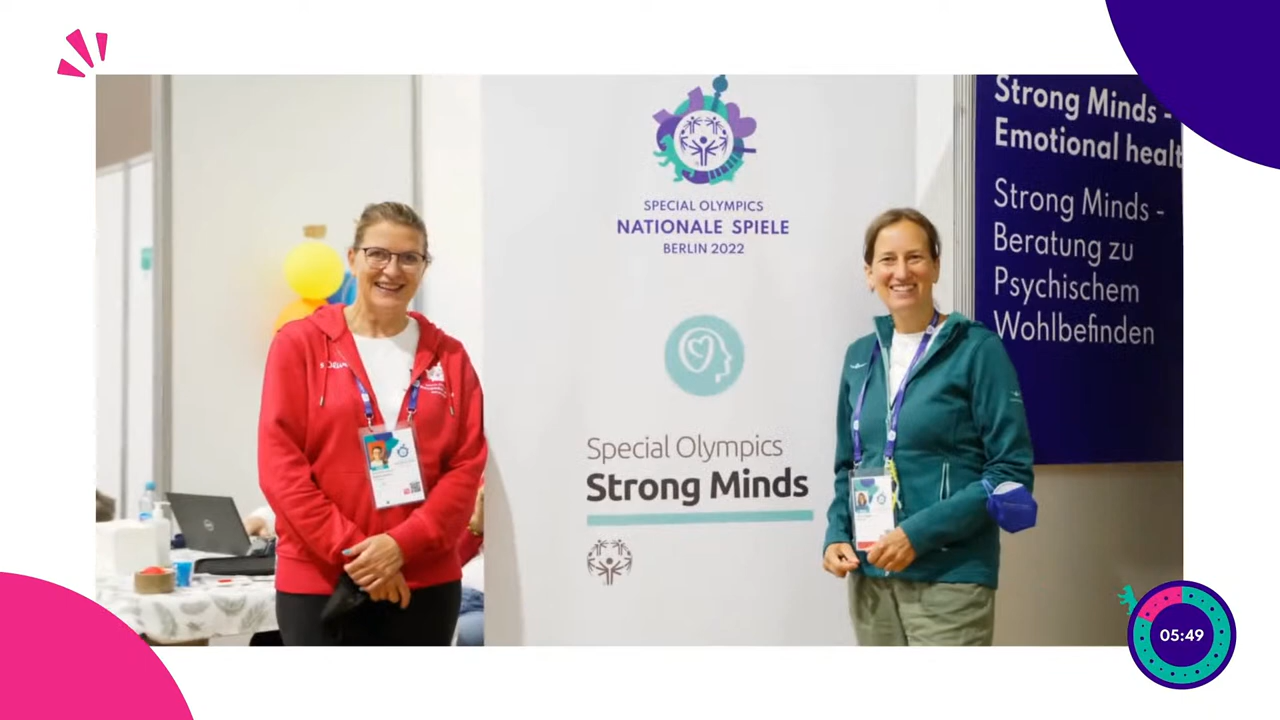 SPECIAL OLYMPICS
NATIONALE SPIELE
BERLIN 2022
Special Olympics
Strong Minds
Strong Minds -
Emotional healt
Strong Minds -
Beratung zu
Psychischem
Wohlbefinden
05:49